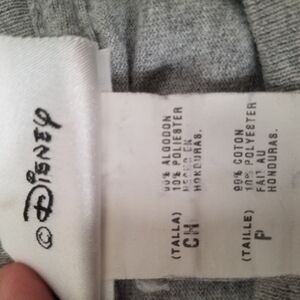 © Disney
90% ALGODON
10% POLIESTER
HECHO EN
HONDURAS.
(TALLA)
CH
90% COTON
10% POLYESTER
FAIT AU
HONDURAS.
(TAILLE)
P